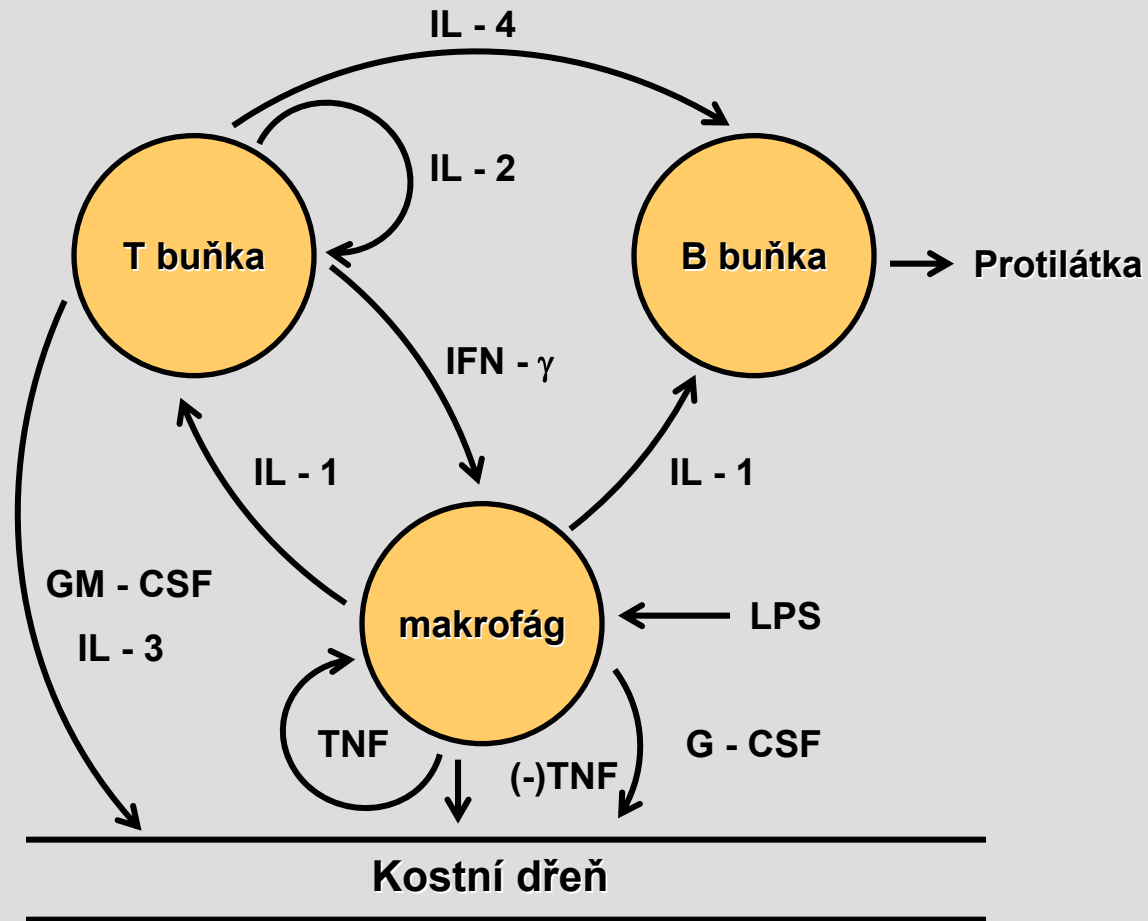 IL - 4
IL - 2
T buňka
B buňka
Protilátka
IFN - γ
IL - 1
IL - 1
GM - CSF
IL - 3
makrofág
LPS
TNF
(-)TNF
G - CSF
Kostní dřeň